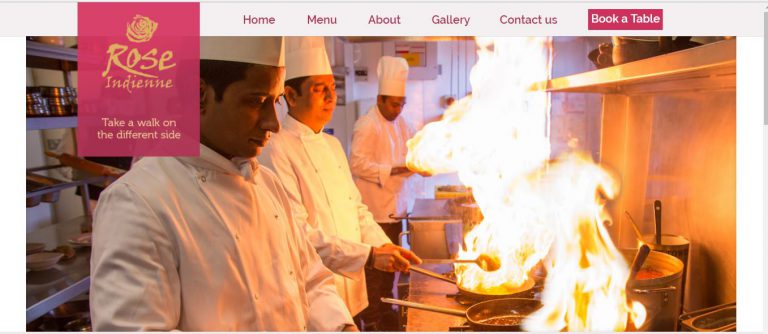 Home Menu About Gallery Contact us Book a Table
Rose
Indienne
Take a walk on
the different side